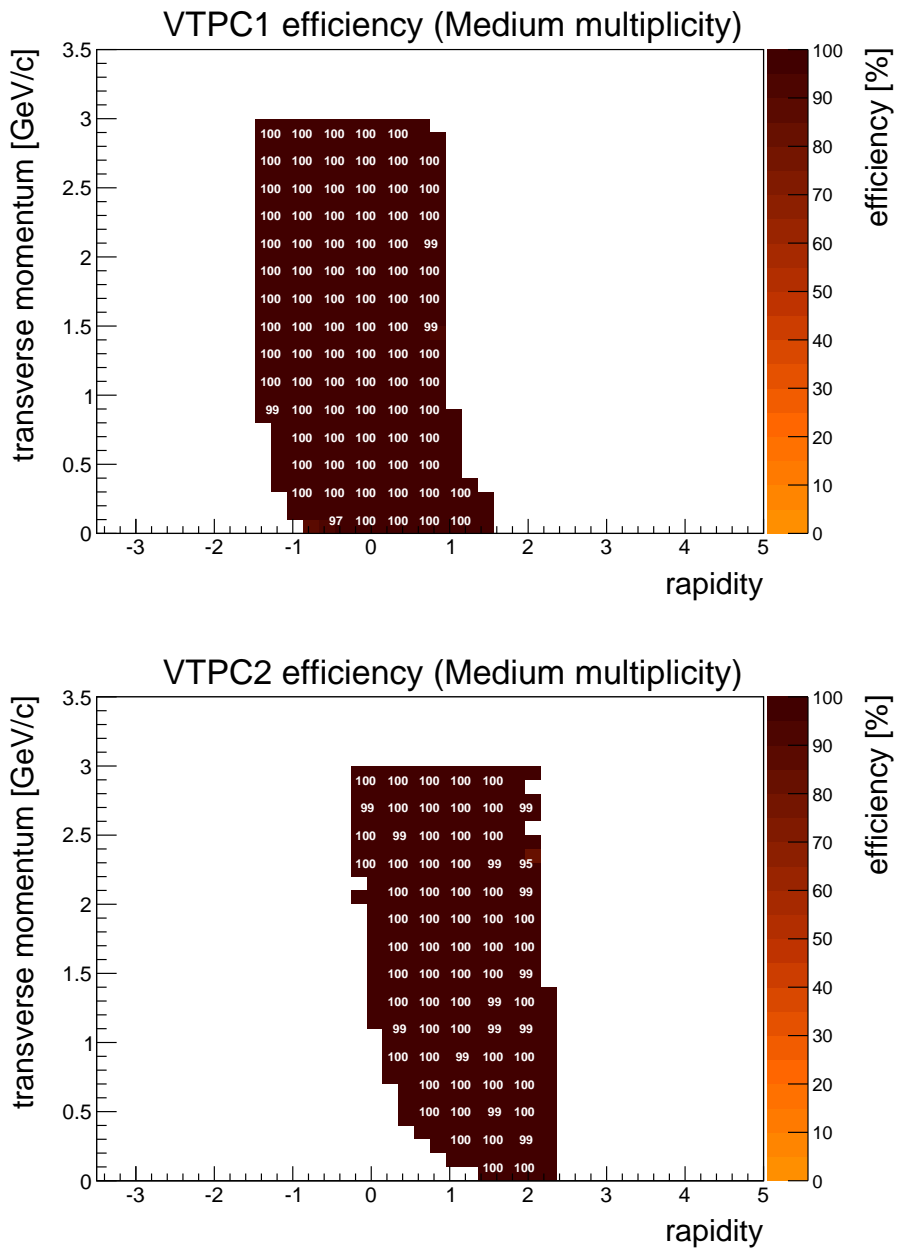 VTPC1 efficiency (Medium multiplicity)
transverse momentum [GeV/c]
efficiency [%]
3.5
3
2.5
2
1.5
1
0.5
0
100 100 100 100 100
100 100 100 100 100 100
100 100 100 100 100 100
100 100 100 100 100 100
100 100 100 100 100 99
100 100 100 100 100 100
100 100 100 100 100 100
100 100 100 100 100 99
100 100 100 100 100 100
100 100 100 100 100 100
99 100 100 100 100 100
100 100 100 100 100
100 100 100 100 100
100 100 100 100 100 100
97 100 100 100 100
-3 -2 -1 0 1 2 3 4 5
rapidity
100
90
80
70
60
50
40
30
20
10
0
VTPC2 efficiency (Medium multiplicity)
transverse momentum [GeV/c]
efficiency [%]
3.5
3
2.5
2
1.5
1
0.5
0
100 100 100 100 100
99 100 100 100 100 99
100 99 100 100 100
100 100 100 100 99 95
100 100 100 100 99
100 100 100 100 100
100 100 100 100 100
100 100 100 100 99
100 100 100 99 100
99 100 100 99 99
100 100 99 100 100
100 100 100 100
100 100 99 100
100 100 99
100 100
-3 -2 -1 0 1 2 3 4 5
rapidity
100
90
80
70
60
50
40
30
20
10
0